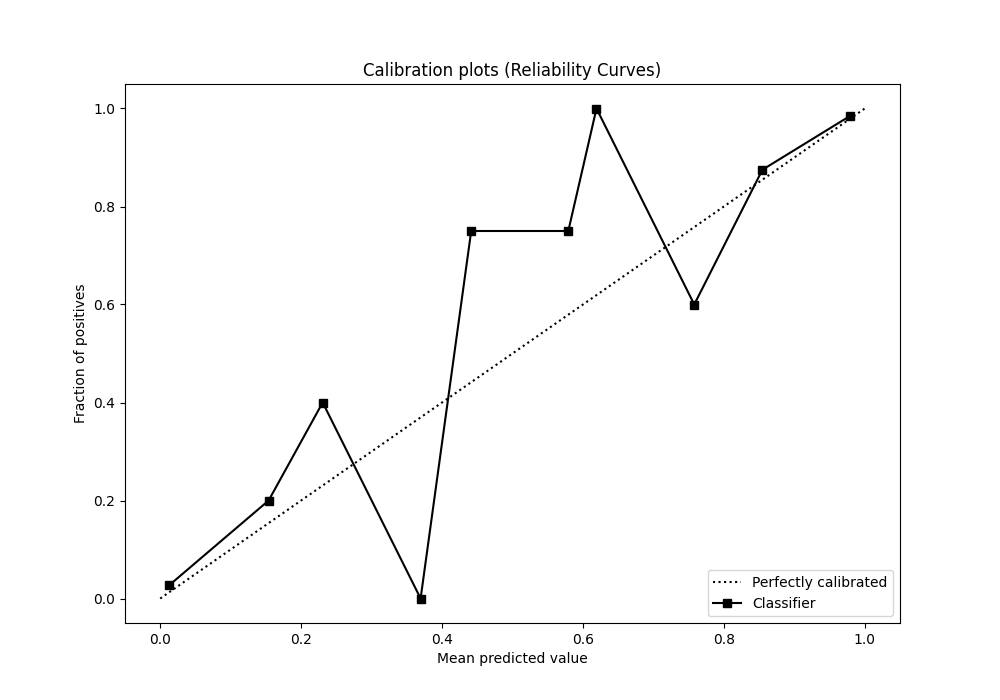 Calibration plots (Reliability Curves)
1.0
0.8
0.6
0.4
0.2
0.0
Fraction of positives
0.0 0.2 0.4 0.6 0.8 1.0
Mean predicted value
Perfectly calibrated
Classifier